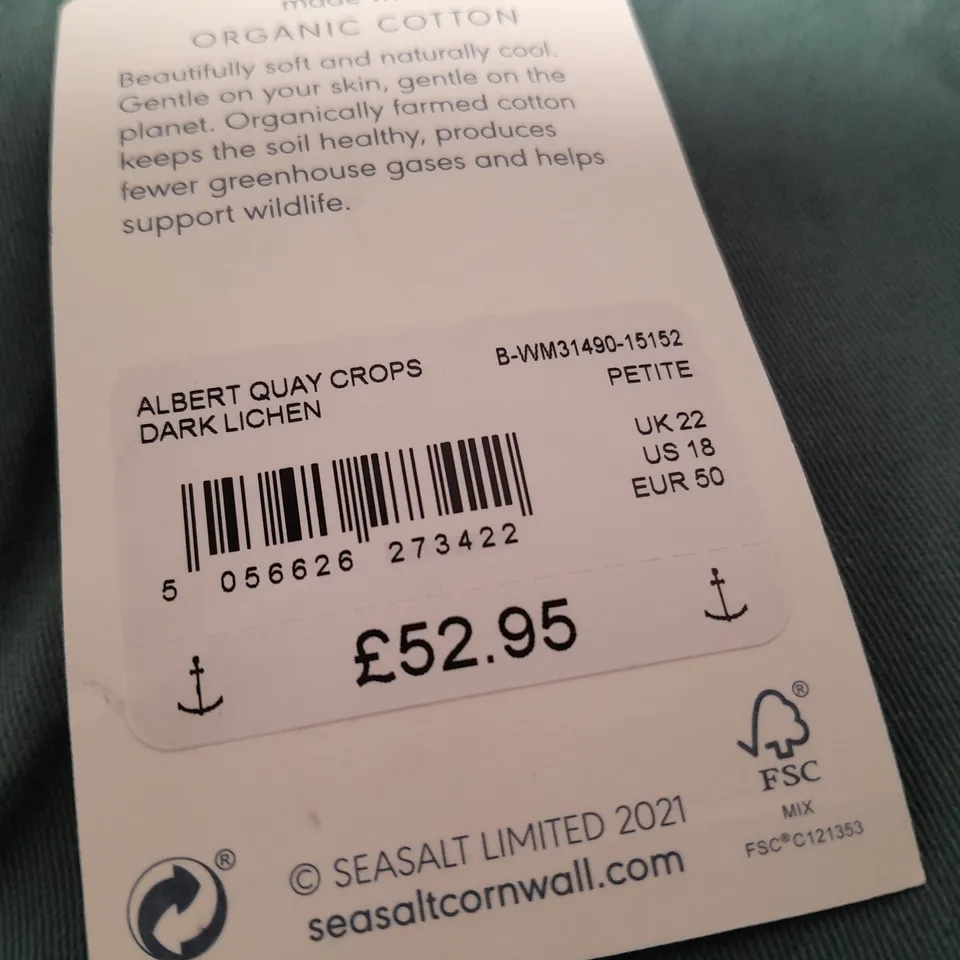 made
ORGANIC COTTON
Beautifully soft and naturally cool.
Gentle on your skin, gentle on the
planet. Organically farmed cotton
keeps the soil healthy, produces
fewer greenhouse gases and helps
support wildlife.
ALBERT QUAY CROPS
DARK LICHEN
B-WM31490-15152
PETITE
UK 22
US 18
EUR 50
5 056626 273422
£52.95
®
FSC
MIX
FSC® C121353
®
© SEASALT LIMITED 2021
seasaltcornwall.com